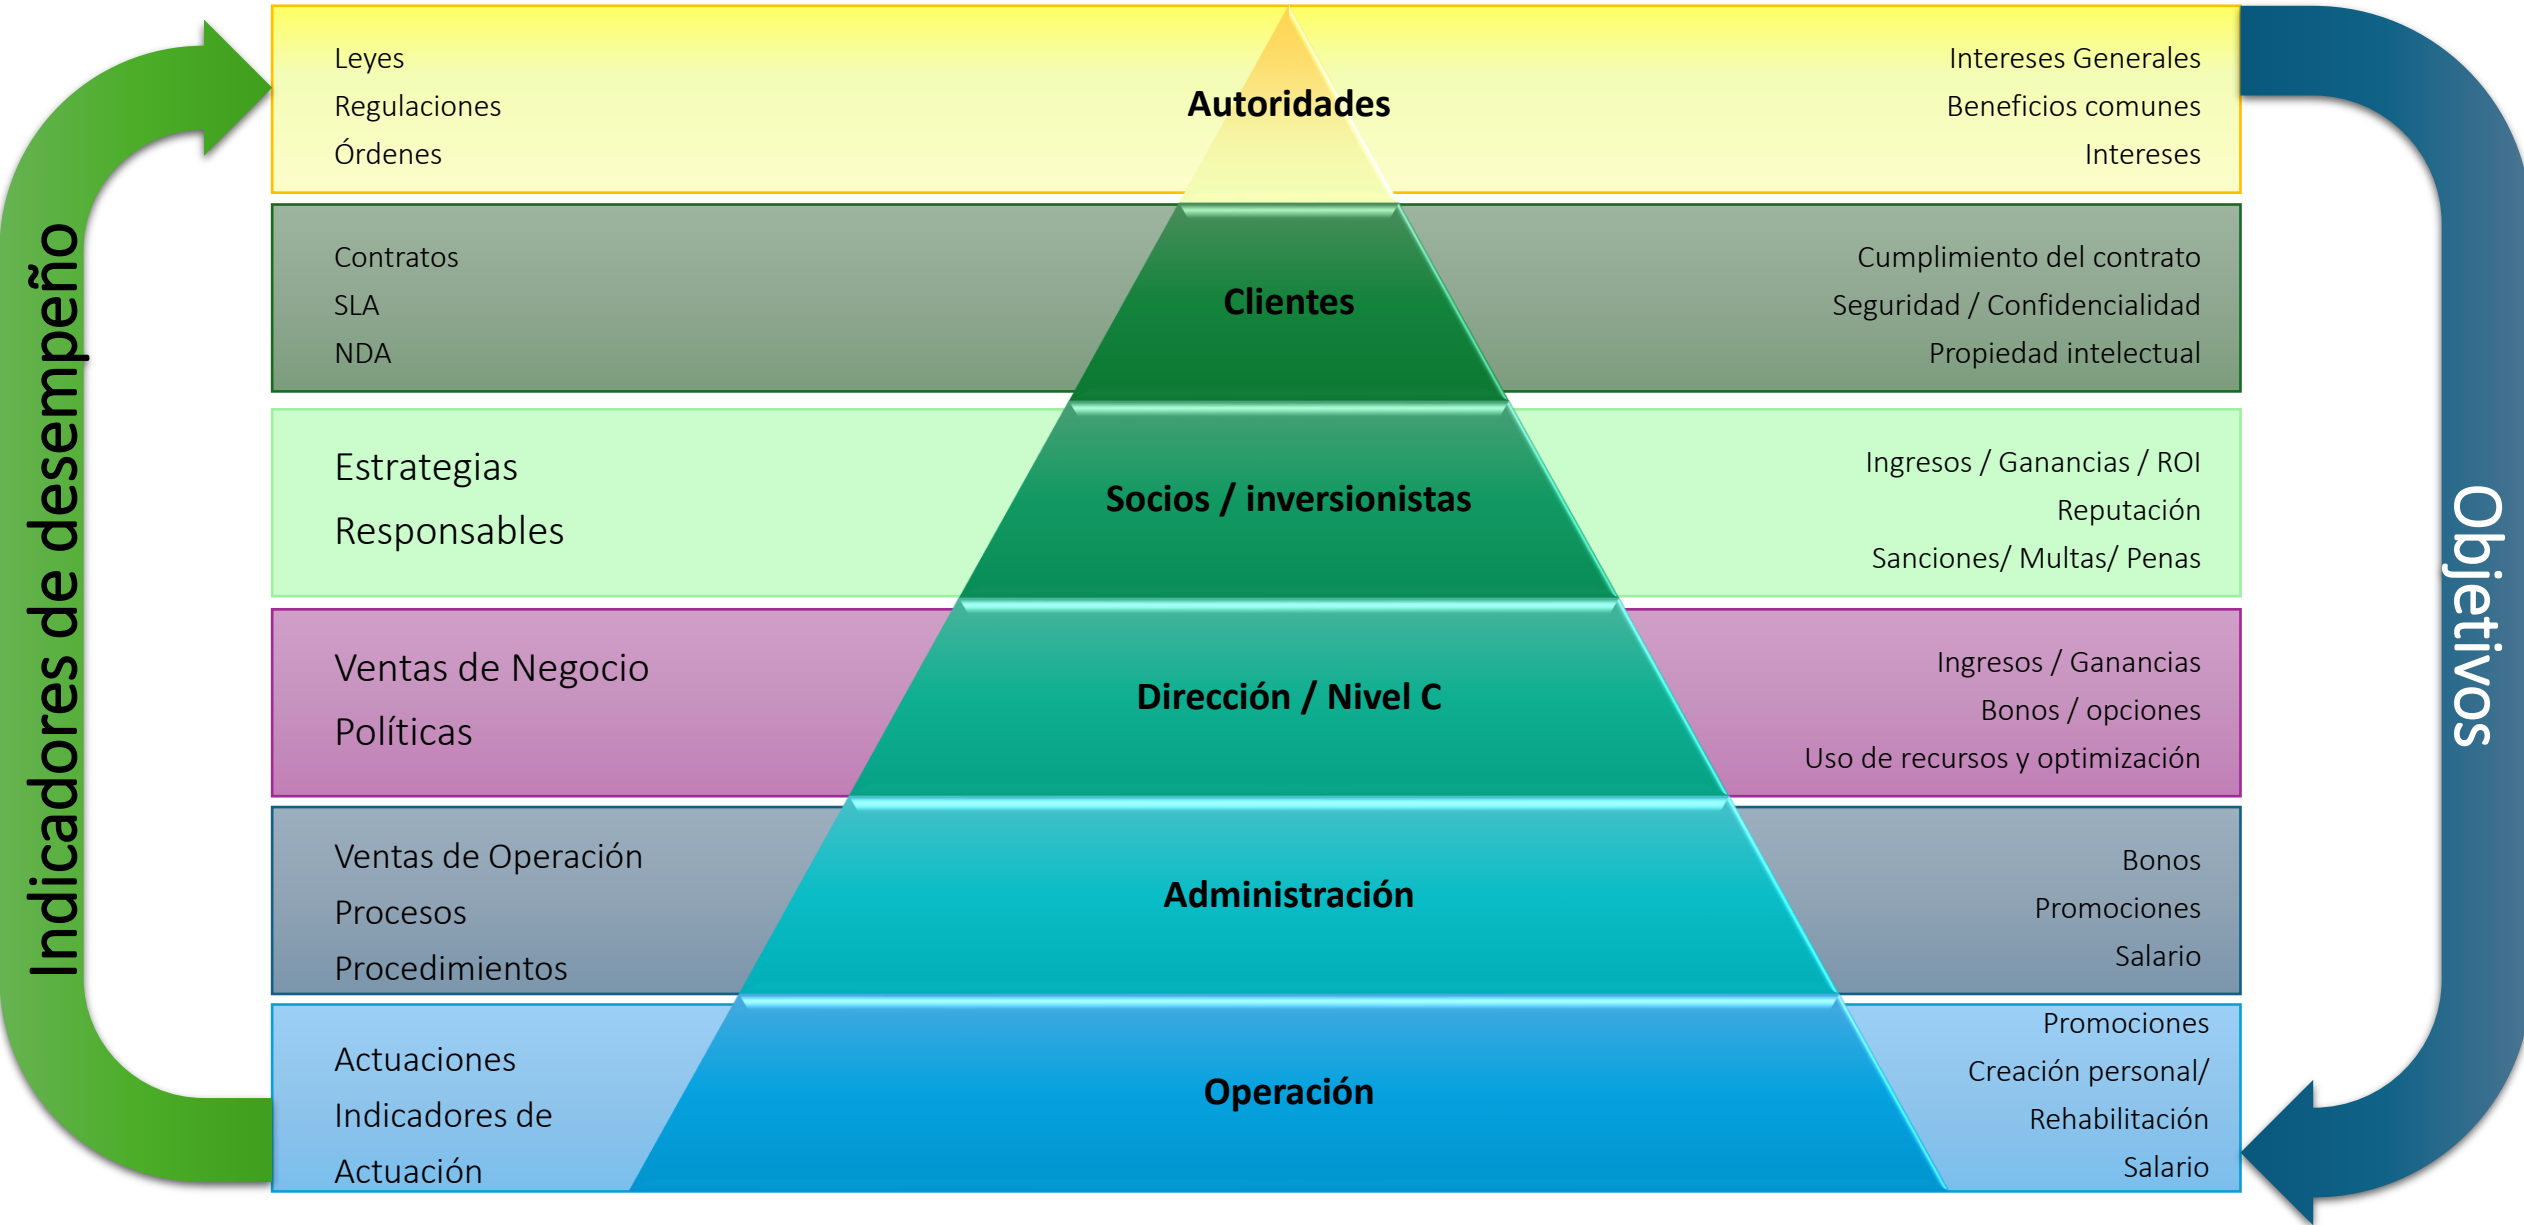 Indicadores de desempeño
Leyes
Regulaciones
Órdenes
Autoridades
Intereses Generales
Beneficios comunes
Intereses
Contratos
SLA
NDA
Clientes
Cumplimiento del contrato
Seguridad / Confidencialidad
Propiedad intelectual
Estrategias
Responsables
Socios / inversionistas
Ingresos / Ganancias / ROI
Reputación
Sanciones/ Multas/ Penas
Ventas de Negocio
Políticas
Dirección / Nivel C
Ingresos / Ganancias
Bonos / opciones
Uso de recursos y optimización
Ventas de Operación
Procesos
Procedimientos
Administración
Bonos
Promociones
Salario
Actuaciones
Indicadores de
Actuación
Operación
Promociones
Creación personal/
Rehabilitación
Salario
Objetivos